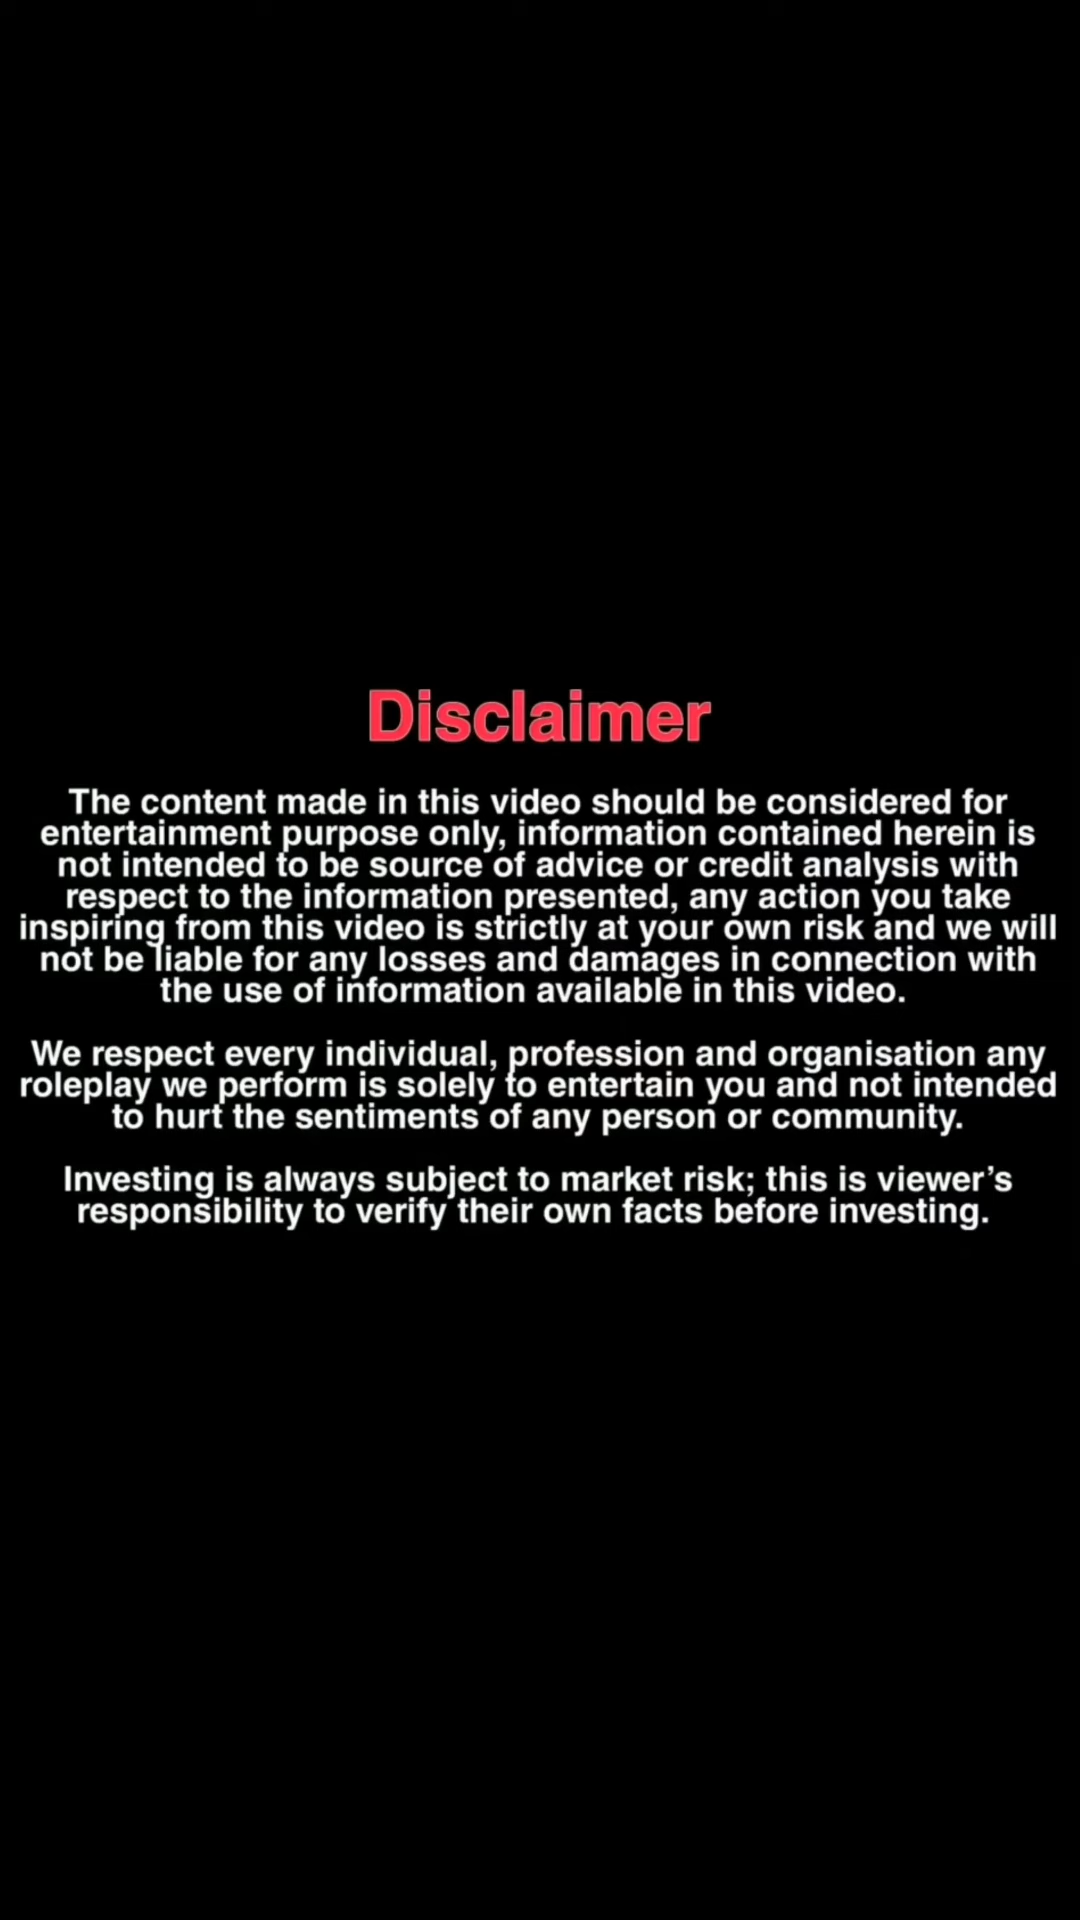 Disclaimer
The content made in this video should be considered for
entertainment purpose only, information contained herein is
not intended to be source of advice or credit analysis with
respect to the information presented, any action you take
inspiring from this video is strictly at your own risk and we will
not be liable for any losses and damages in connection with
the use of information available in this video.
We respect every individual, profession and organisation any
roleplay we perform is solely to entertain you and not intended
to hurt the sentiments of any person or community.
Investing is always subject to market risk; this is viewer’s
responsibility to verify their own facts before investing.